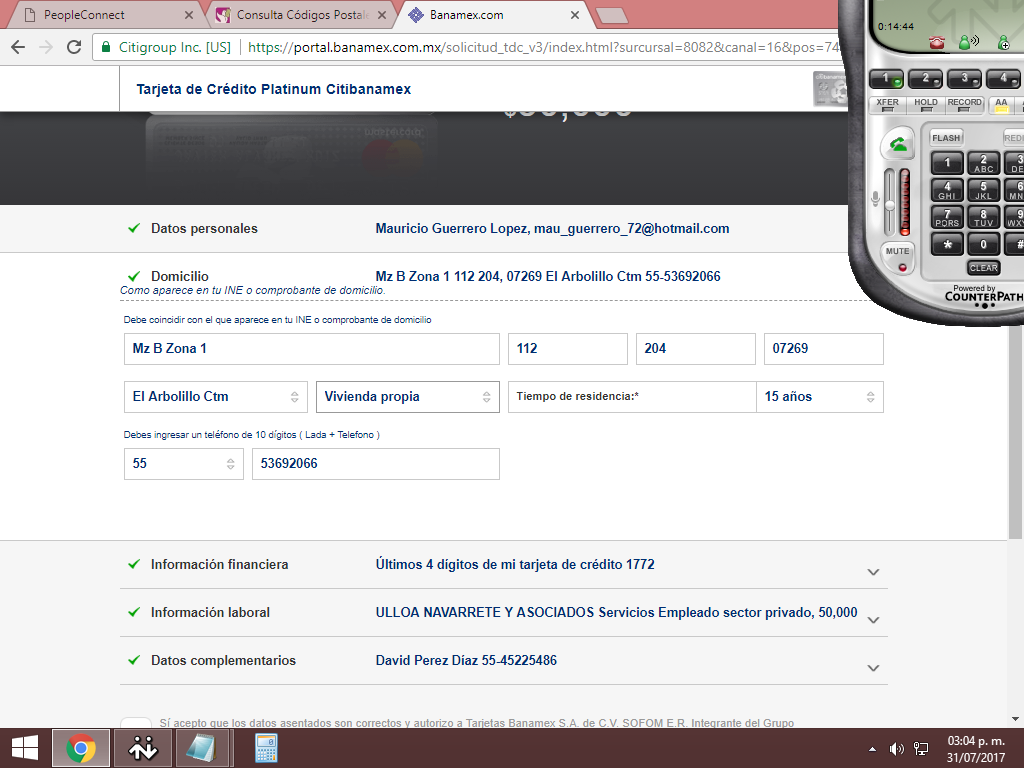 PeopleConnect
Consulta Códigos Postale
Banamex.com
Citigroup Inc. [US]
https://portal.banamex.com.mx/solicitud_tdc_v3/index.html?surcursal=8082&canal=16&pos=74
0:14:44
1 2 3 4
XFER HOLD RECORD AA
FLASH
1 2 ABC
4 GHI 5 JKL 6
7 PQRS 8 TUV 9
* 0 #
MUTE
CLEAR
Powered by
COUNTERPATH
Tarjeta de Crédito Platinum Citibanamex
Datos personales Mauricio Guerrero Lopez, mau_guerrero_72@hotmail.com
Domicilio Mz B Zona 1 112 204, 07269 El Arbolillo Ctm 55-53692066
Como aparece en tu INE o comprobante de domicilio.
Debe coincidir con el que aparece en tu INE o comprobante de domicilio
Mz B Zona 1 112 204 07269
El Arbolillo Ctm Vivienda propia Tiempo de residencia:* 15 años
Debes ingresar un teléfono de 10 dígitos ( Lada + Telefono )
55 53692066
Información financiera Últimos 4 dígitos de mi tarjeta de crédito 1772
Información laboral ULLOA NAVARRETE Y ASOCIADOS Servicios Empleado sector privado, 50,000
Datos complementarios David Perez Díaz 55-45225486
Sí acepto que los datos asentados son correctos y autorizo a Tarjetas Banamex S.A. de C.V. SOFOM E.R. Integrante del Grupo
03:04 p. m.
31/07/2017